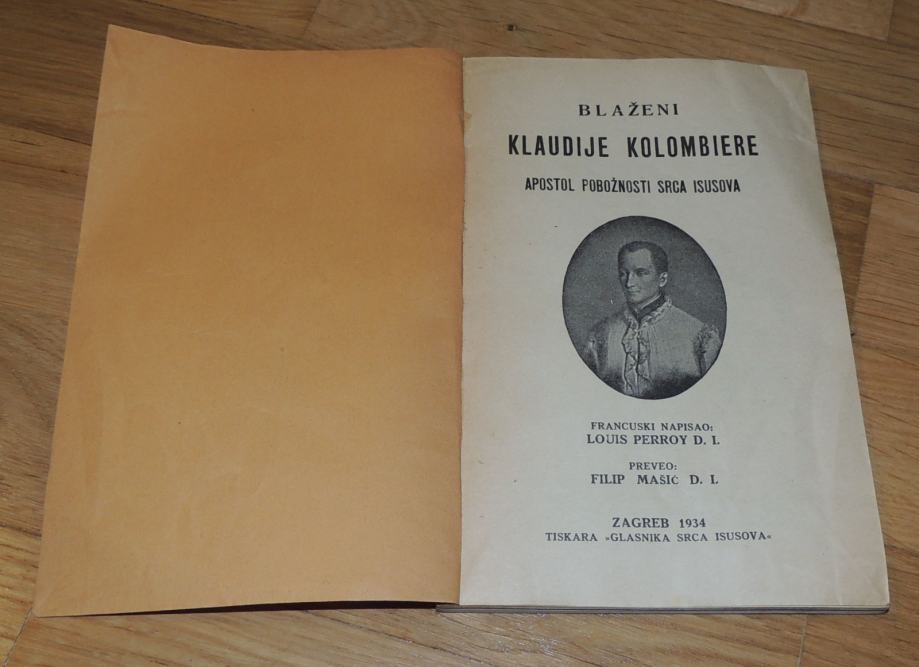 BLAŽENI
KLAUDIJE KOLOMBIERE
APOSTOL POBOŽNOSTI SRCA ISUSOVA
FRANCUSKI NAPISAO:
LOUIS PERROY D. I.
PREVEO:
FILIP MAŠIĆ D. I.
ZAGREB 1934
TISKARA »GLASNIKA SRCA ISUSOVA«